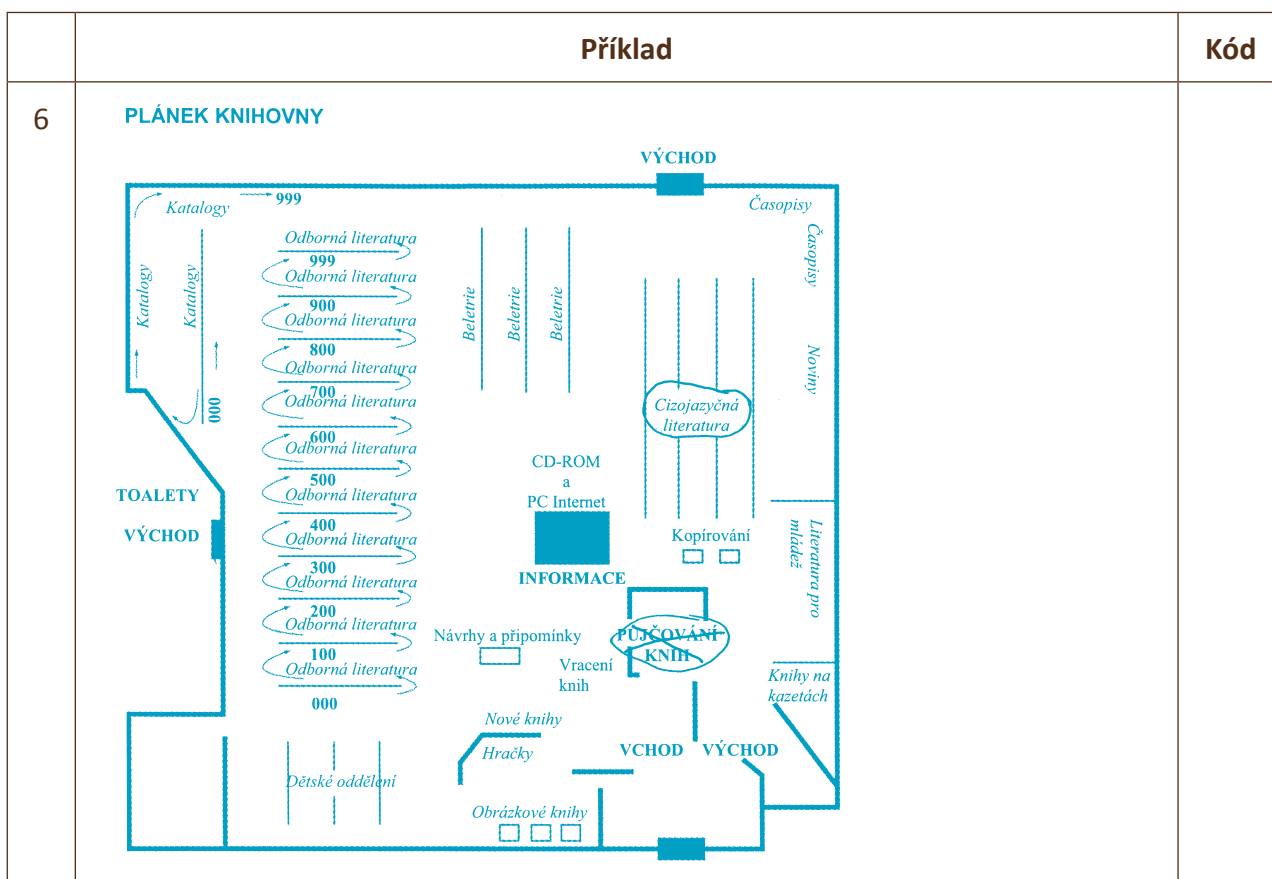 Příklad
Kód
6
PLÁNEK KNIHOVNY
VÝCHOD
Katalogy
999
Časopisy
Katalogy
Katalogy
000
Odborná literatura
999
Odborná literatura
900
Odborná literatura
800
Odborná literatura
700
Odborná literatura
600
Odborná literatura
500
Odborná literatura
400
Odborná literatura
300
Odborná literatura
200
Odborná literatura
100
Odborná literatura
000
Beletrie
Beletrie
Beletrie
Časopisy
Noviny
Cizojazyčná
literatura
CD-ROM
a
PC Internet
INFORMACE
Kopírování
Literatura pro
mládež
TOALETY
VÝCHOD
Návrhy a připomínky
PŮJČOVÁNÍ
KNIH
Vracení
knih
Knihy na
kazetách
Nové knihy
Hračky
VCHOD
VÝCHOD
Dětské oddělení
Obrázkové knihy